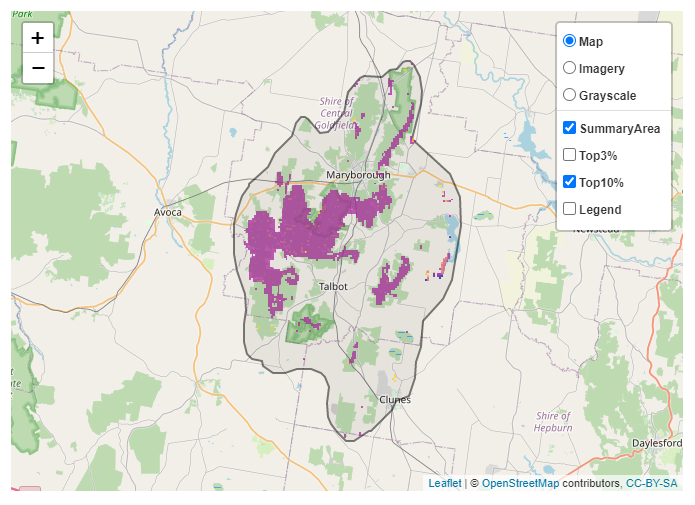 Park
+
−
Map
Imagery
Grayscale
SummaryArea
Top3%
Top10%
Legend
Shire of
Central
Goldfields
Maryborough
Avoca
Newstead
Talbot
Clunes
Shire of
Hepburn
Daylesford
Leaflet | © OpenStreetMap contributors, CC-BY-SA